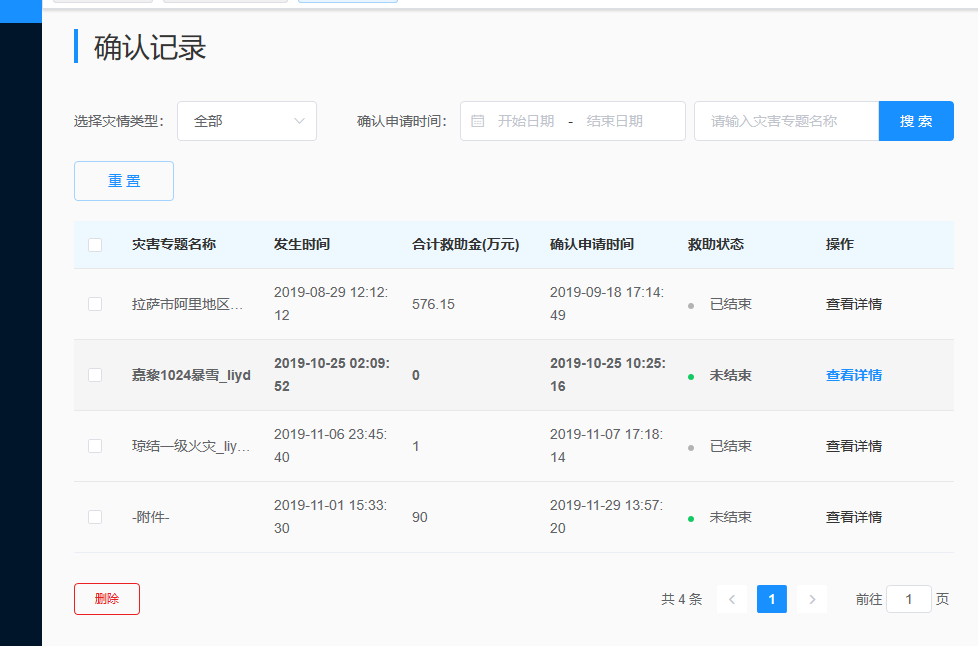 确认记录
选择灾情类型： 全部 确认申请时间： 开始日期 - 结束日期 请输入灾害专题名称 搜 索
重 置
灾害专题名称 发生时间 合计救助金(万元) 确认申请时间 救助状态 操作
拉萨市阿里地区... 2019-08-29 12:12:12 576.15 2019-09-18 17:14:49 已结束 查看详情
嘉黎1024暴雪_liyd 2019-10-25 02:09:52 0 2019-10-25 10:25:16 未结束 查看详情
琼结一级火灾_liy... 2019-11-06 23:45:40 1 2019-11-07 17:18:14 已结束 查看详情
-附件- 2019-11-01 15:33:30 90 2019-11-29 13:57:20 未结束 查看详情
删除 共 4 条 < 1 > 前往 1 页